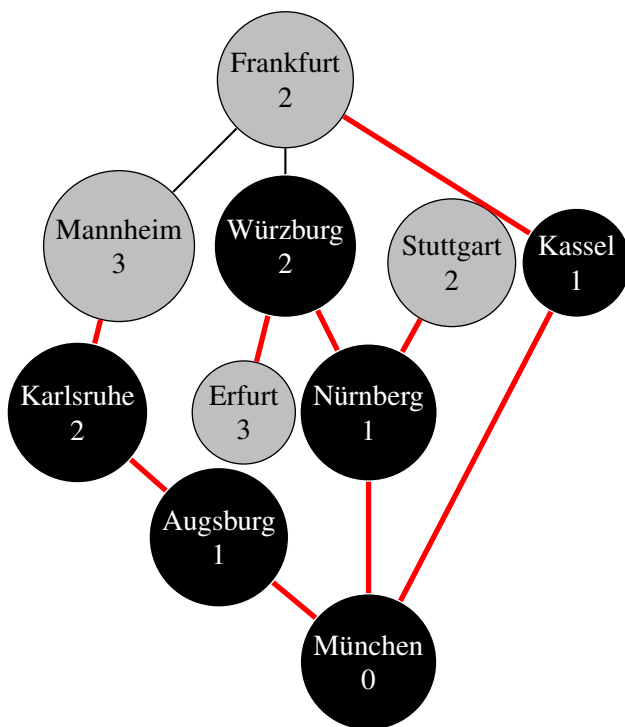 Frankfurt
2
Mannheim
3
Würzburg
2
Stuttgart
2
Kassel
1
Karlsruhe
2
Erfurt
3
Nürnberg
1
Augsburg
1
München
0